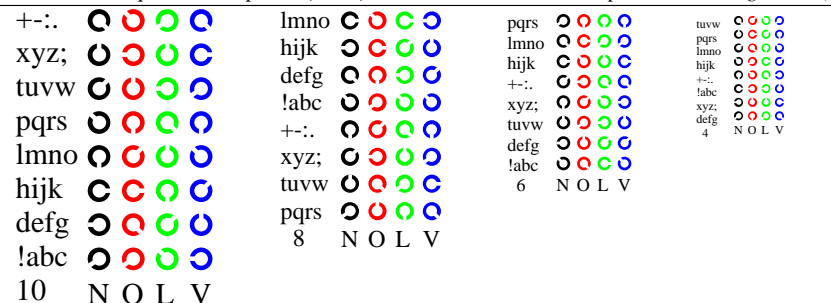 +-:.
xyz;
tuvw
pqrs
lmno
hijk
defg
!abc
10 N O L V
lmno
hijk
defg
!abc
+-:.
xyz;
tuvw
pqrs
8 N O L V
pqrs
lmno
hijk
+-:.
xyz;
tuvw
defg
!abc
6 N O L V
tuvw
pqrs
lmno
hijk
+-:.
!abc
xyz;
defg
4 N O L V